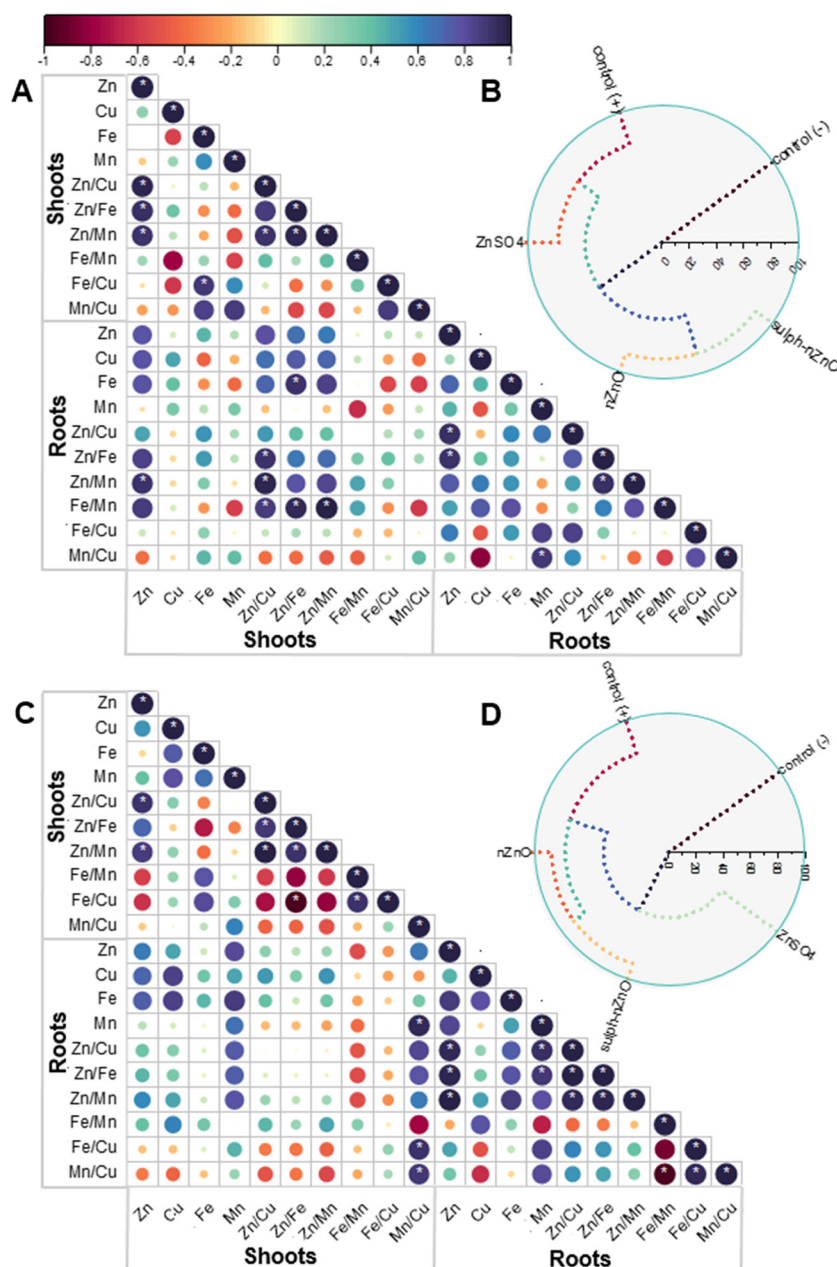 -1 -0,8 -0,6 -0,4 -0,2 0 0,2 0,4 0,6 0,8 1
A
Shoots
Zn
Cu
Fe
Mn
Zn/Cu
Zn/Fe
Zn/Mn
Fe/Mn
Fe/Cu
Mn/Cu
Roots
Zn
Cu
Fe
Mn
Zn/Cu
Zn/Fe
Zn/Mn
Fe/Mn
Fe/Cu
Mn/Cu
Zn Cu Fe Mn Zn/Cu Zn/Fe Zn/Mn Fe/Mn Fe/Cu Mn/Cu Zn Cu Fe Mn Zn/Cu Zn/Fe Zn/Mn Fe/Mn Fe/Cu Mn/Cu
Shoots Roots
B
control (+)
control (-)
ZnSO4
0 20 40 60 80 100
sulph-nZnO
nZnO
C
Shoots
Zn
Cu
Fe
Mn
Zn/Cu
Zn/Fe
Zn/Mn
Fe/Mn
Fe/Cu
Mn/Cu
Roots
Zn
Cu
Fe
Mn
Zn/Cu
Zn/Fe
Zn/Mn
Fe/Mn
Fe/Cu
Mn/Cu
Zn Cu Fe Mn Zn/Cu Zn/Fe Zn/Mn Fe/Mn Fe/Cu Mn/Cu Zn Cu Fe Mn Zn/Cu Zn/Fe Zn/Mn Fe/Mn Fe/Cu Mn/Cu
Shoots Roots
D
control (+)
control (-)
nZnO
0 20 40 60 80 100
ZnSO4
sulph-nZnO